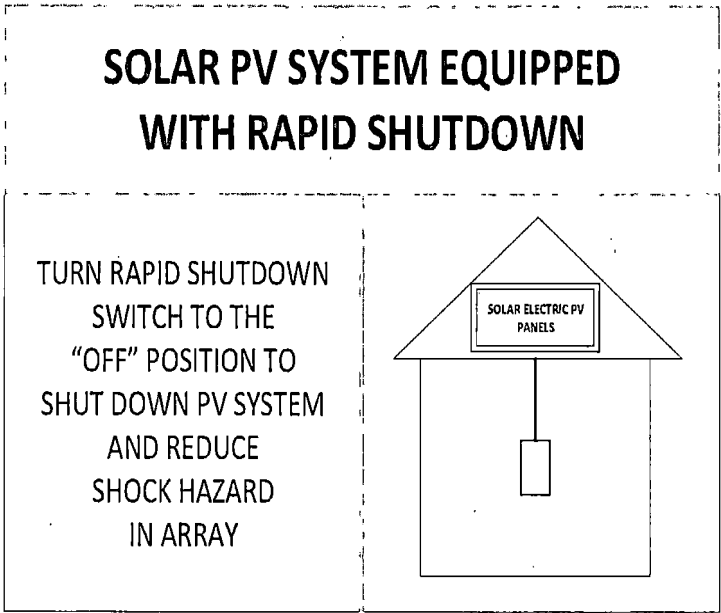 SOLAR PV SYSTEM EQUIPPED
WITH RAPID SHUTDOWN
TURN RAPID SHUTDOWN
SWITCH TO THE
“OFF” POSITION TO
SHUT DOWN PV SYSTEM
AND REDUCE
SHOCK HAZARD
IN ARRAY
SOLAR ELECTRIC PV
PANELS